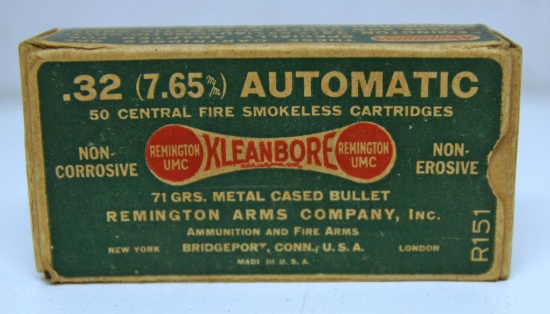 .32 (7.65 m/m) AUTOMATIC
50 CENTRAL FIRE SMOKELESS CARTRIDGES
NON-CORROSIVE
REMINGTON UMC
KLEANBORE
REMINGTON UMC
NON-EROSIVE
71 GRS. METAL CASED BULLET
REMINGTON ARMS COMPANY, INC.
AMMUNITION AND FIRE ARMS
NEW YORK BRIDGEPORT, CONN., U.S.A. LONDON
MADE IN U.S.A.
R151